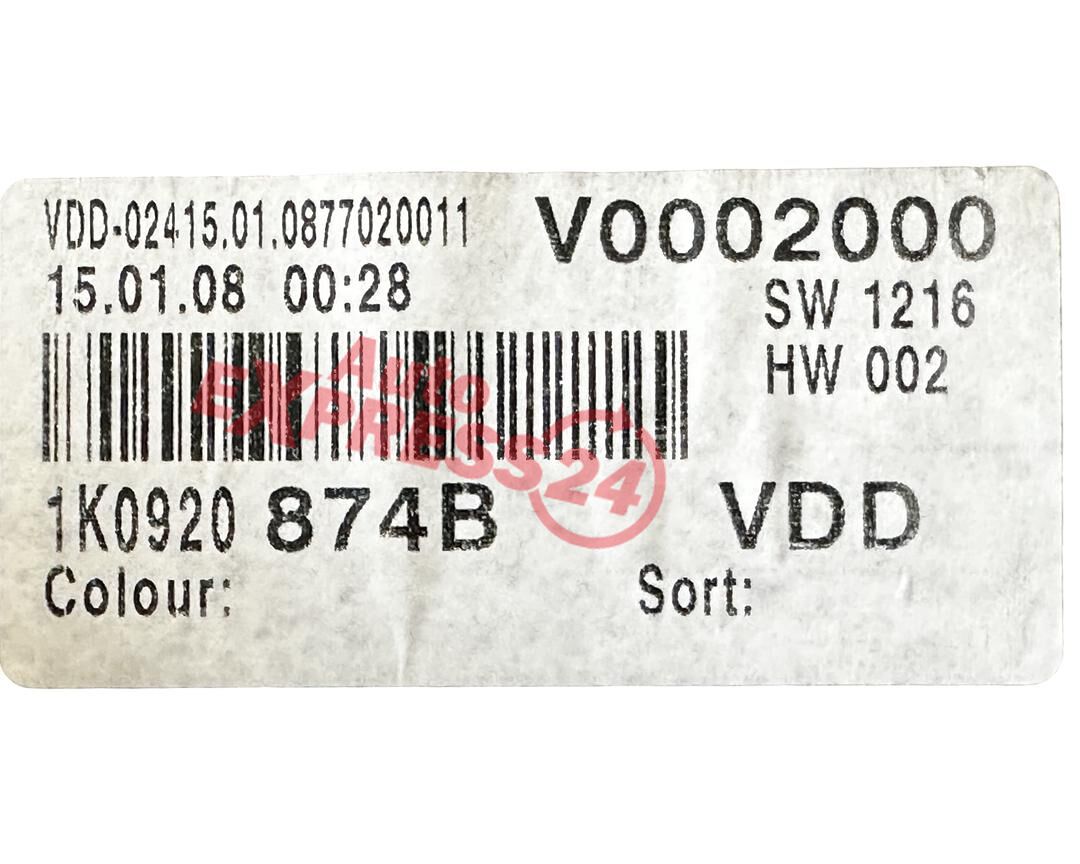 VDD-02415.01.0877020011 V0002000
15.01.08 00:28 SW 1216
HW 002
Auto
EXPRESS24
1K0920 874B VDD
Colour: Sort: